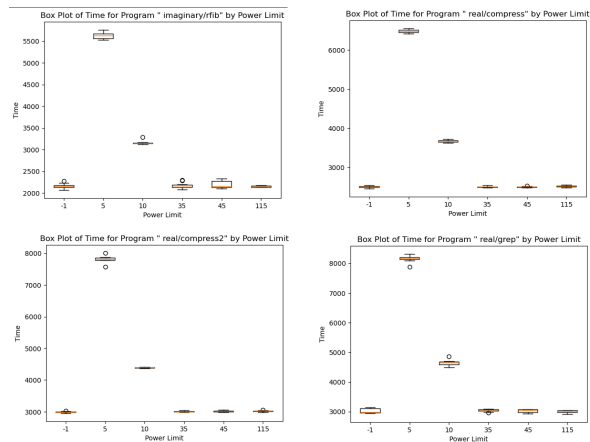 Box Plot of Time for Program " imaginary/rfib" by Power Limit
5500
5000
4500
4000
3500
3000
2500
2000
Time
-1 5 10 35 45 115
Power Limit
Box Plot of Time for Program " real/compress" by Power Limit
6000
5000
4000
3000
Time
-1 5 10 35 45 115
Power Limit
Box Plot of Time for Program " real/compress2" by Power Limit
8000
7000
6000
5000
4000
3000
Time
-1 5 10 35 45 115
Power Limit
Box Plot of Time for Program " real/grep" by Power Limit
8000
7000
6000
5000
4000
3000
Time
-1 5 10 35 45 115
Power Limit